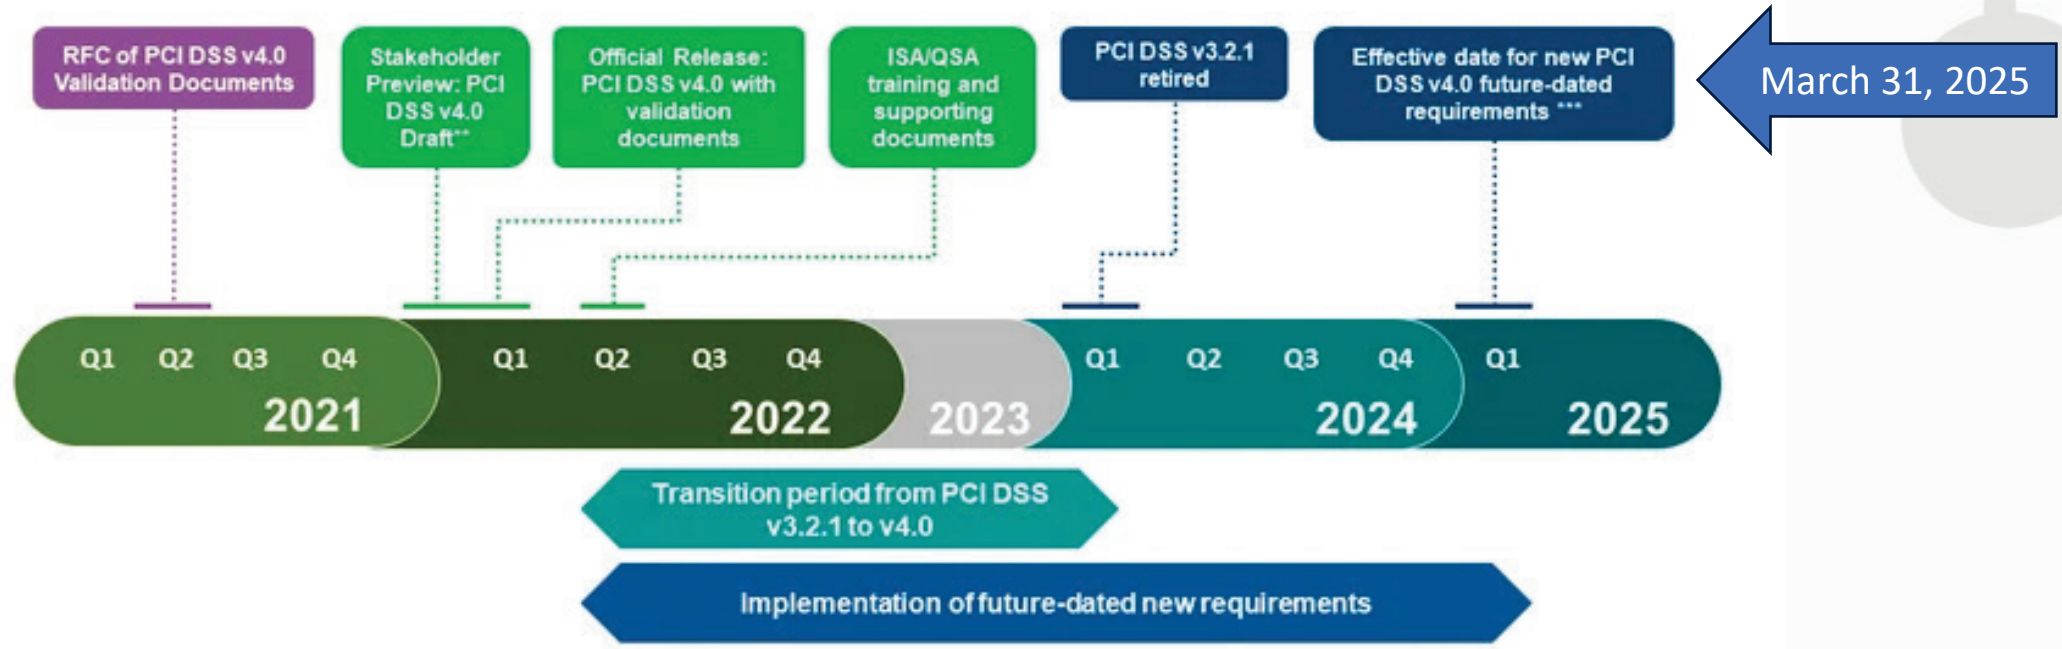 RFC of PCI DSS v4.0
Validation Documents
Stakeholder
Preview: PCI
DSS v4.0
Draft**
Official Release:
PCI DSS v4.0 with
validation
documents
ISA/QSA
training and
supporting
documents
PCI DSS v3.2.1
retired
Effective date for new PCI
DSS v4.0 future-dated
requirements ***
March 31, 2025
Q1 Q2 Q3 Q4
2021
Q1 Q2 Q3 Q4
2022
2023
Q1 Q2 Q3 Q4
2024
Q1
2025
Transition period from PCI DSS
v3.2.1 to v4.0
Implementation of future-dated new requirements